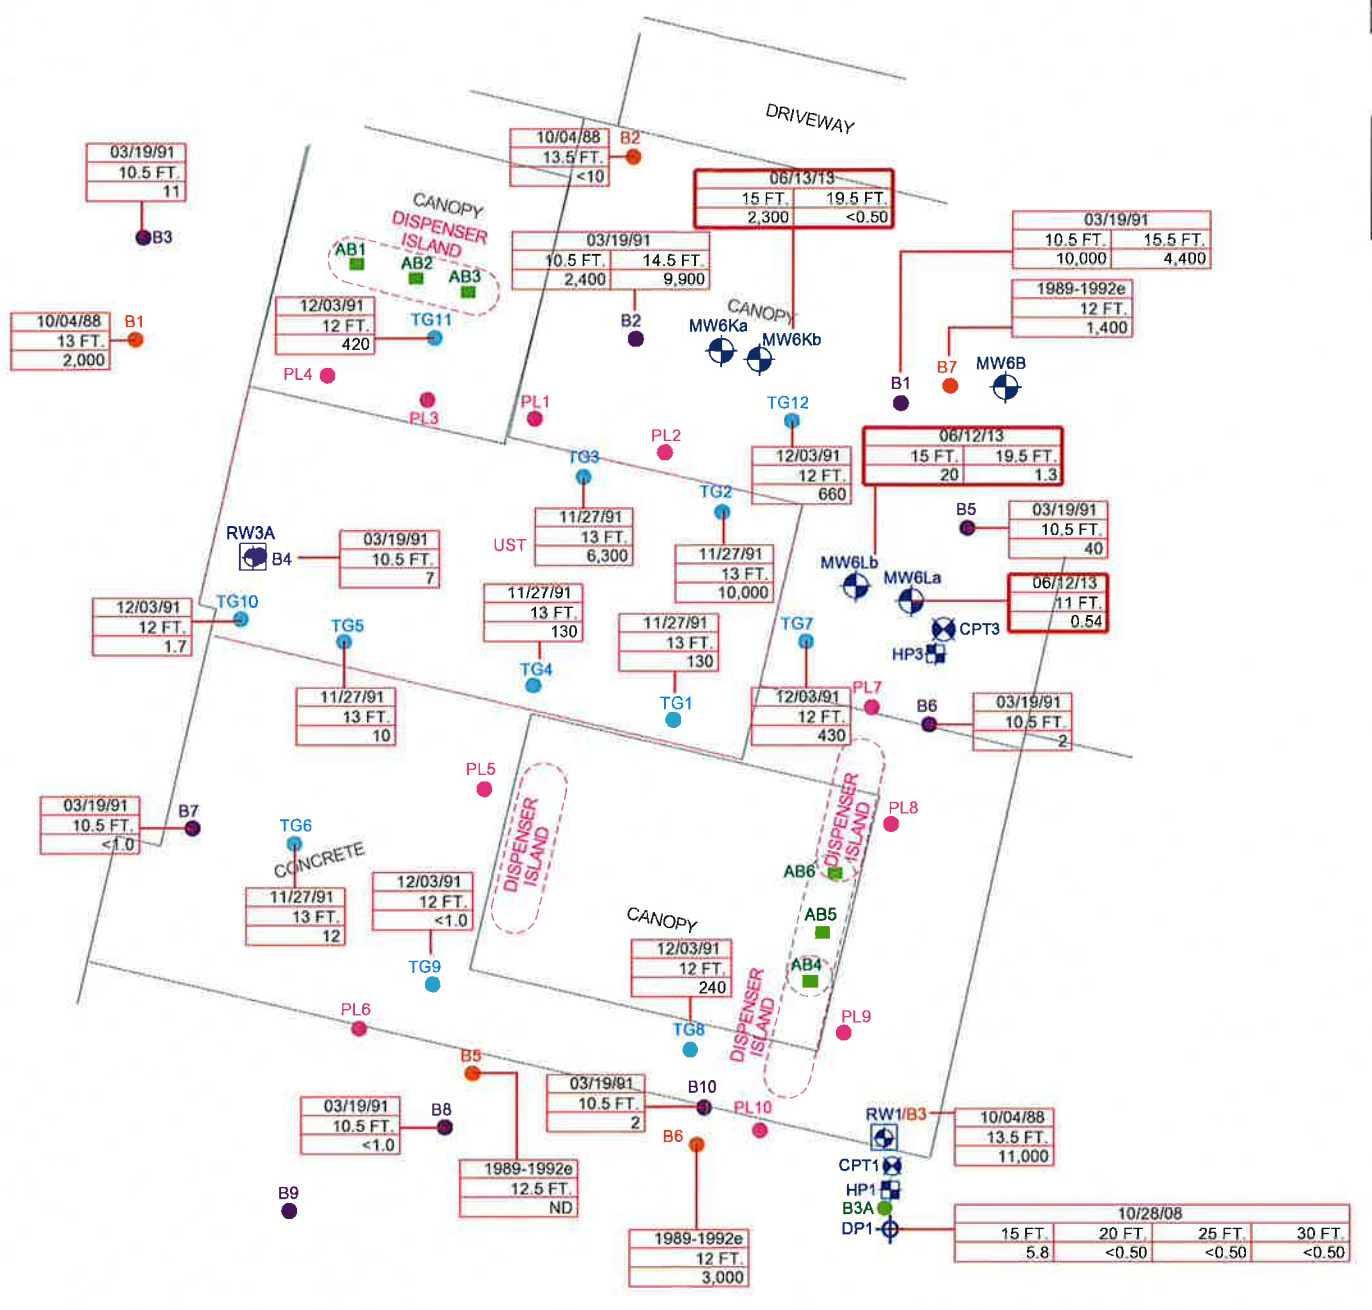 DRIVEWAY
10/04/88
13.5 FT.
<10
B2
03/19/91
10.5 FT.
11
B3
06/13/13
15 FT. 19.5 FT.
2,300 <0.50
CANOPY
DISPENSER
ISLAND
AB1
AB2
AB3
03/19/91
10.5 FT. 14.5 FT.
2,400 9,900
B2
03/19/91
10.5 FT. 15.5 FT.
10,000 4,400
1989-1992e
12 FT.
1,400
10/04/88
13 FT.
2,000
B1
12/03/91
12 FT.
420
TG11
CANOPY
MW6Ka
MW6Kb
B1
B7
MW6B
PL4
PL3
PL1
PL2
TG12
12/03/91
12 FT.
660
06/12/13
15 FT. 19.5 FT.
20 1.3
TG3
11/27/91
13 FT.
6,300
UST
TG2
11/27/91
13 FT.
10,000
B5
03/19/91
10.5 FT.
40
RW3A
B4
03/19/91
10.5 FT.
7
MW6Lb
MW6La
06/12/13
11 FT.
0.54
CPT3
HP3
12/03/91
12 FT.
1.7
TG10
TG5
11/27/91
13 FT.
10
11/27/91
13 FT.
130
TG4
11/27/91
13 FT.
130
TG1
TG7
12/03/91
12 FT.
430
PL7
B6
03/19/91
10.5 FT.
2
PL5
DISPENSER
ISLAND
DISPENSER
ISLAND
PL8
03/19/91
10.5 FT.
<1.0
B7
TG6
CONCRETE
11/27/91
13 FT.
12
12/03/91
12 FT.
<1.0
TG9
AB6
AB5
AB4
CANOPY
12/03/91
12 FT.
240
TG8
DISPENSER
ISLAND
PL9
PL6
B5
03/19/91
10.5 FT.
<1.0
B8
03/19/91
10.5 FT.
2
B10
PL10
B6
1989-1992e
12.5 FT.
ND
B9
1989-1992e
12 FT.
3,000
RW1/B3
10/04/88
13.5 FT.
11,000
CPT1
HP1
B3A
DP1
10/28/08
15 FT. 20 FT. 25 FT. 30 FT.
5.8 <0.50 <0.50 <0.50